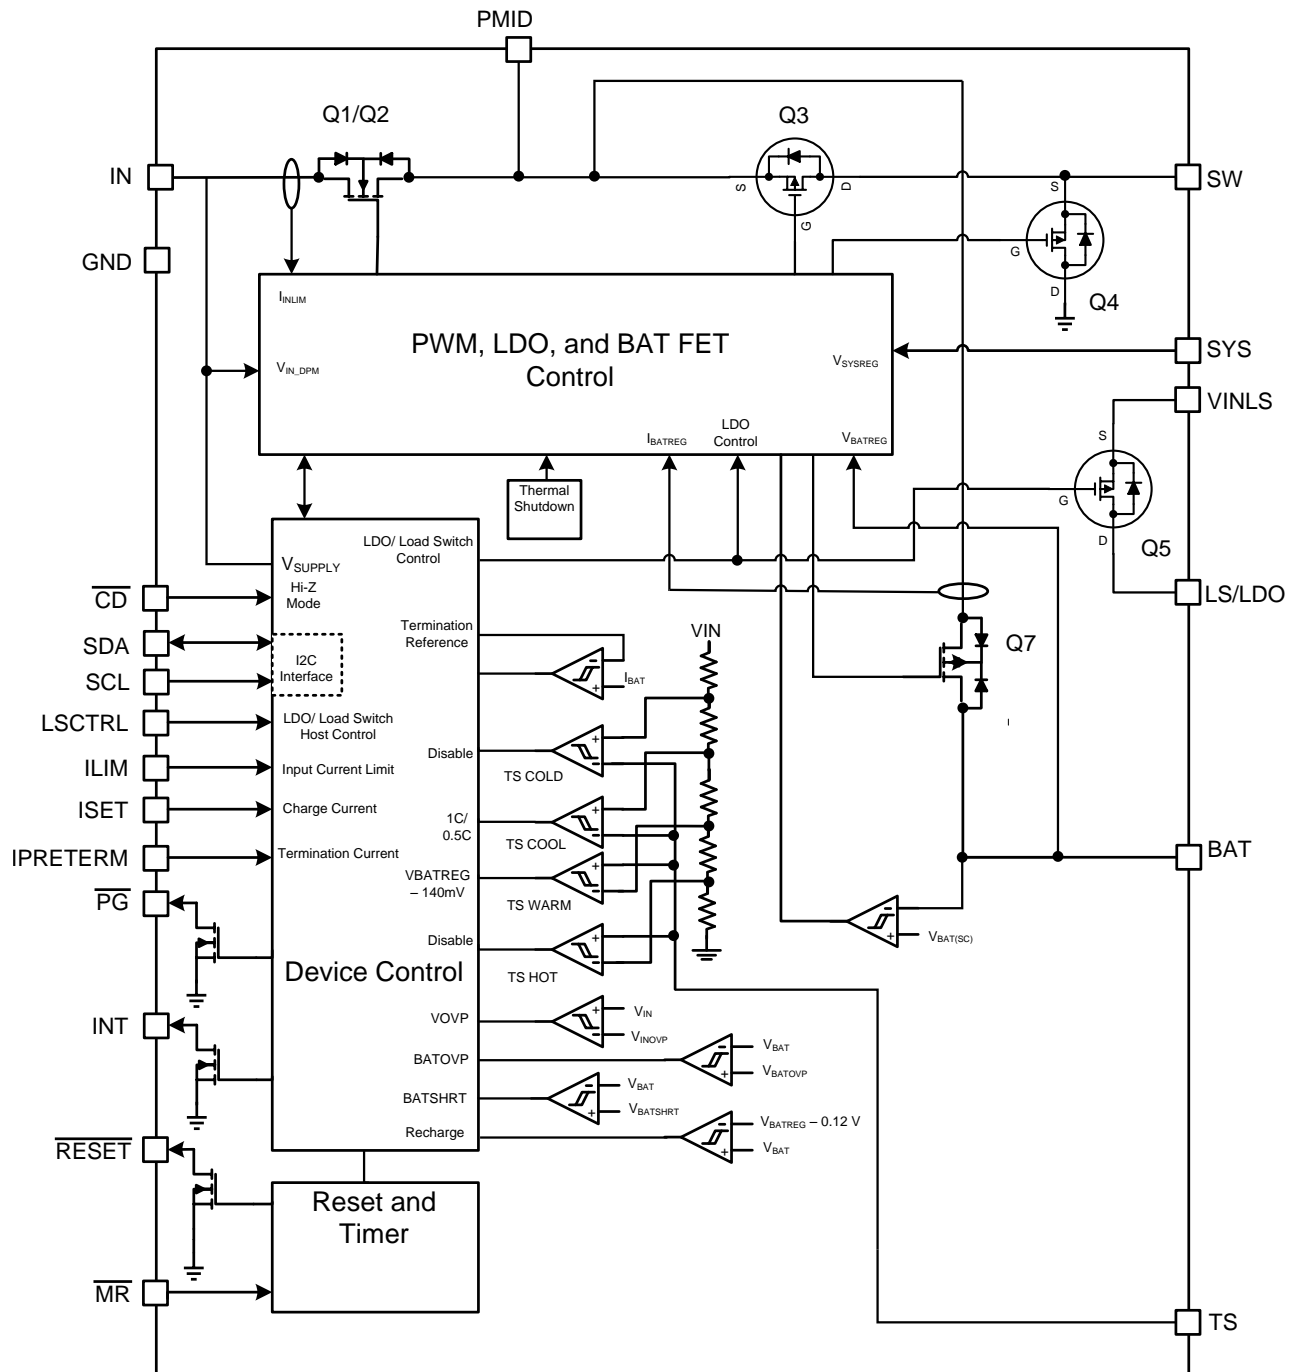 PMID
Q1/Q2
Q3
IN
S
D
G
S
SW
GND
G
D
Q4
I_INLIM
PWM, LDO, and BAT FET
Control
V_IN_DPM
V_SYSREG
SYS
VINLS
I_BATREG
LDO
Control
V_BATREG
S
G
D
Q5
LS/LDO
Thermal
Shutdown
LDO/ Load Switch
Control
V_SUPPLY
Hi-Z
Mode
CD
SDA
SCL
I2C
Interface
Termination
Reference
I_BAT
VIN
Q7
I
LSCTRL
LDO/ Load Switch
Host Control
ILIM
Input Current Limit
Disable
TS COLD
ISET
Charge Current
1C/
0.5C
TS COOL
IPRETERM
Termination Current
VBATREG
– 140mV
TS WARM
BAT
PG
Disable
TS HOT
V_BAT(SC)
Device Control
INT
VOVP
V_IN
V_INOVP
BATOVP
V_BAT
V_BATOVP
BATSHRT
V_BAT
V_BATSHRT
Recharge
V_BATREG – 0.12 V
V_BAT
RESET
Reset and
Timer
MR
TS
+
–
+
–
+
–
+
–
+
–
+
–
+
–
+
–
+
–
+
–